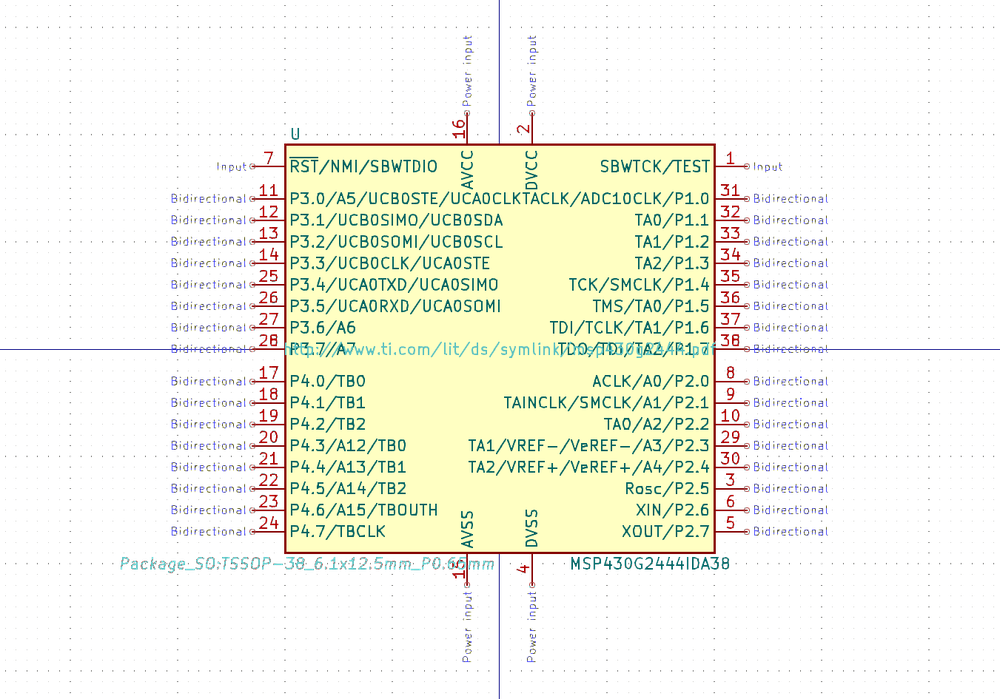 Power input
Power input
16
2
U
AVCC
DVCC
Input 7 RST/NMI/SBWTDIO
SBWTCK/TEST 1 Input
Bidirectional 11 P3.0/A5/UCB0STE/UCA0CLK
TACLK/ADC10CLK/P1.0 31 Bidirectional
Bidirectional 12 P3.1/UCB0SIMO/UCB0SDA
TA0/P1.1 32 Bidirectional
Bidirectional 13 P3.2/UCB0SOMI/UCB0SCL
TA1/P1.2 33 Bidirectional
Bidirectional 14 P3.3/UCB0CLK/UCA0STE
TA2/P1.3 34 Bidirectional
Bidirectional 25 P3.4/UCA0TXD/UCA0SIMO
TCK/SMCLK/P1.4 35 Bidirectional
Bidirectional 26 P3.5/UCA0RXD/UCA0SOMI
TMS/TA0/P1.5 36 Bidirectional
Bidirectional 27 P3.6/A6
TDI/TCLK/TA1/P1.6 37 Bidirectional
Bidirectional 28 P3.7/A7
http://www.ti.com/lit/ds/symlink/msp430g2444.pdf
TDO/TDI/TA2/P1.7 38 Bidirectional
Bidirectional 17 P4.0/TB0
ACLK/A0/P2.0 8 Bidirectional
Bidirectional 18 P4.1/TB1
TAINCLK/SMCLK/A1/P2.1 9 Bidirectional
Bidirectional 19 P4.2/TB2
TA0/A2/P2.2 10 Bidirectional
Bidirectional 20 P4.3/A12/TB0
TA1/VREF-/VeREF-/A3/P2.3 29 Bidirectional
Bidirectional 21 P4.4/A13/TB1
TA2/VREF+/VeREF+/A4/P2.4 30 Bidirectional
Bidirectional 22 P4.5/A14/TB2
Rosc/P2.5 3 Bidirectional
Bidirectional 23 P4.6/A15/TBOUTH
XIN/P2.6 6 Bidirectional
Bidirectional 24 P4.7/TBCLK
XOUT/P2.7 5 Bidirectional
AVSS
DVSS
Package_SO:TSSOP-38_6.1x12.5mm_P0.65mm
MSP430G2444IDA38
15
4
Power input
Power input